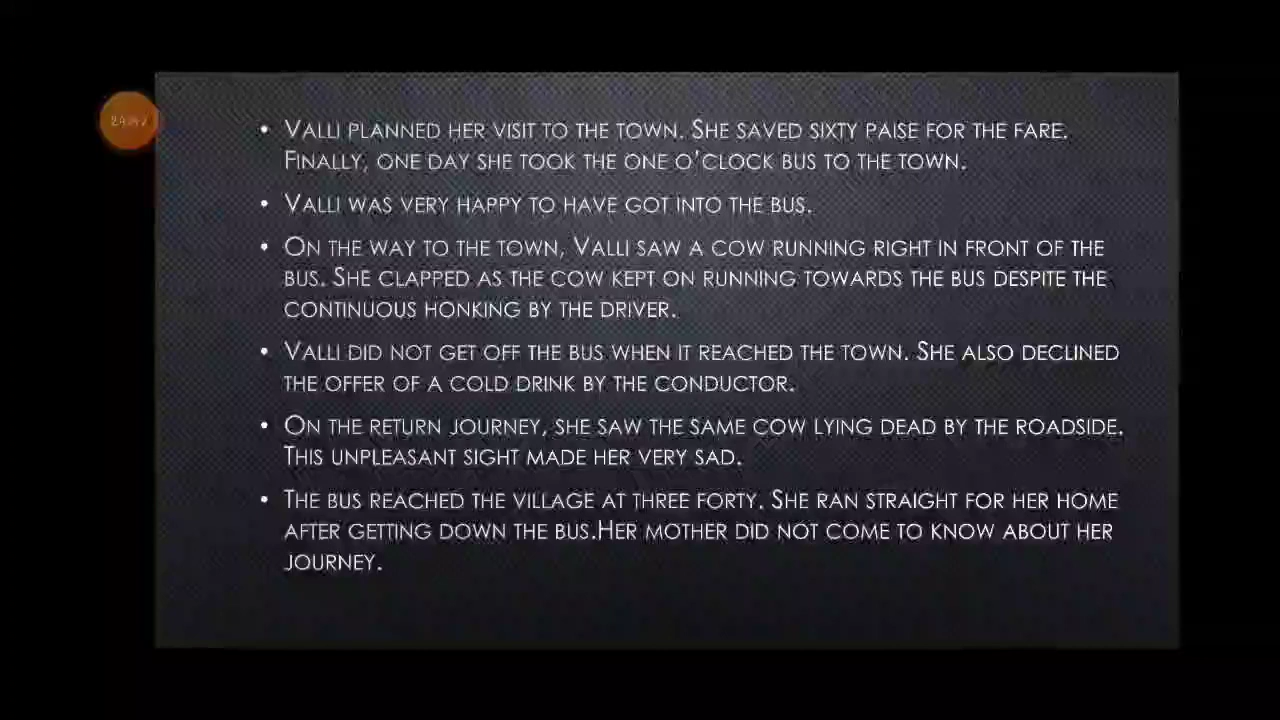 • Valli planned her visit to the town. She saved sixty paise for the fare.
Finally, one day she took the one o'clock bus to the town.
• Valli was very happy to have got into the bus.
• On the way to the town, Valli saw a cow running right in front of the
bus. She clapped as the cow kept on running towards the bus despite the
continuous honking by the driver.
• Valli did not get off the bus when it reached the town. She also declined
the offer of a cold drink by the conductor.
• On the return journey, she saw the same cow lying dead by the roadside.
This unpleasant sight made her very sad.
• The bus reached the village at three forty. She ran straight for her home
after getting down the bus.Her mother did not come to know about her
journey.